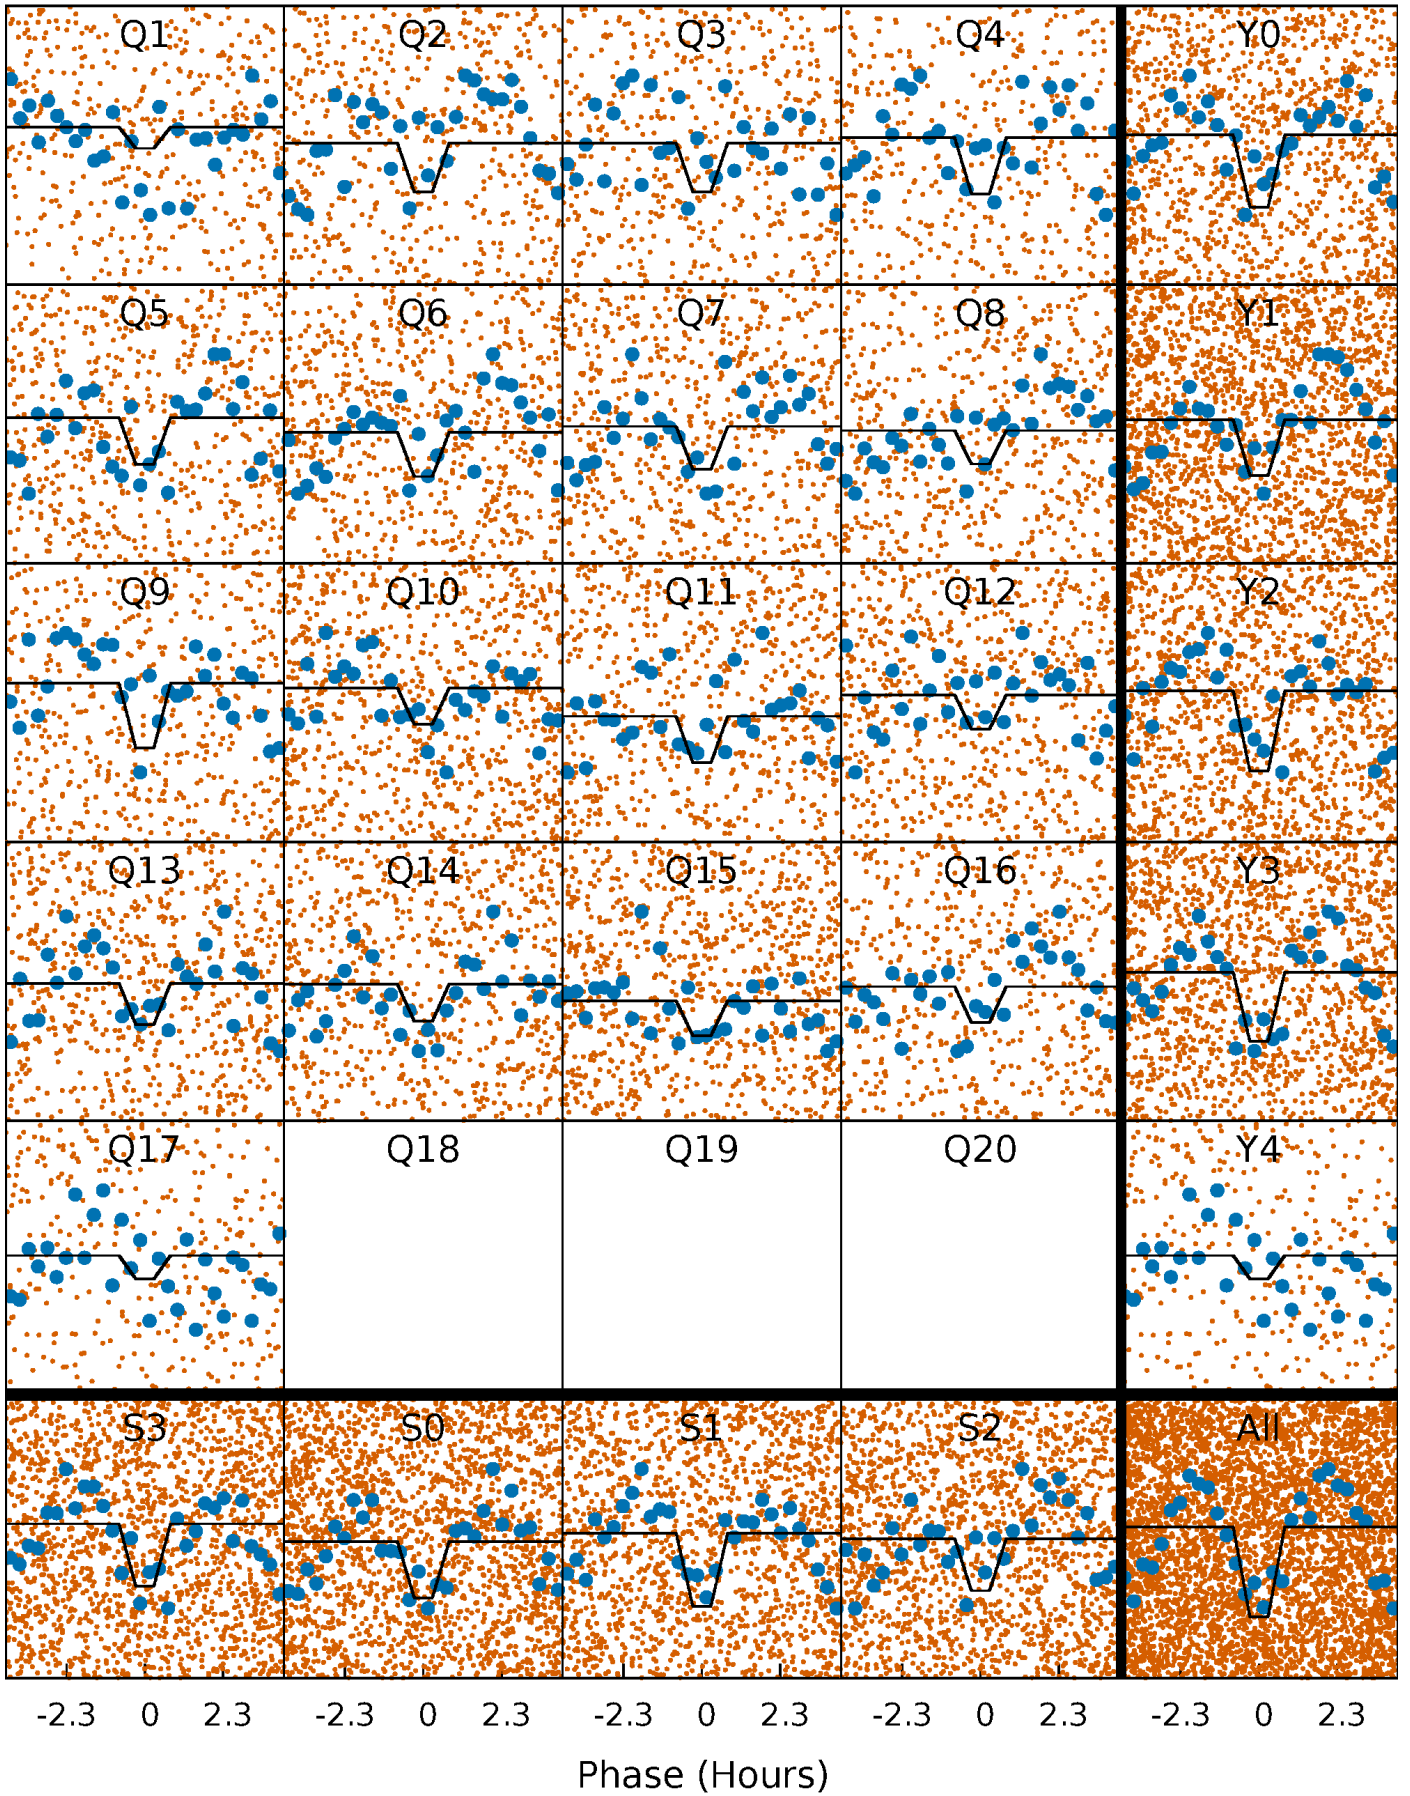 Q1 Q2 Q3 Q4 Y0
Q5 Q6 Q7 Q8 Y1
Q9 Q10 Q11 Q12 Y2
Q13 Q14 Q15 Q16 Y3
Q17 Q18 Q19 Q20 Y4
S3 S0 S1 S2 All
-2.3 0 2.3 -2.3 0 2.3 -2.3 0 2.3 -2.3 0 2.3 -2.3 0 2.3
Phase (Hours)